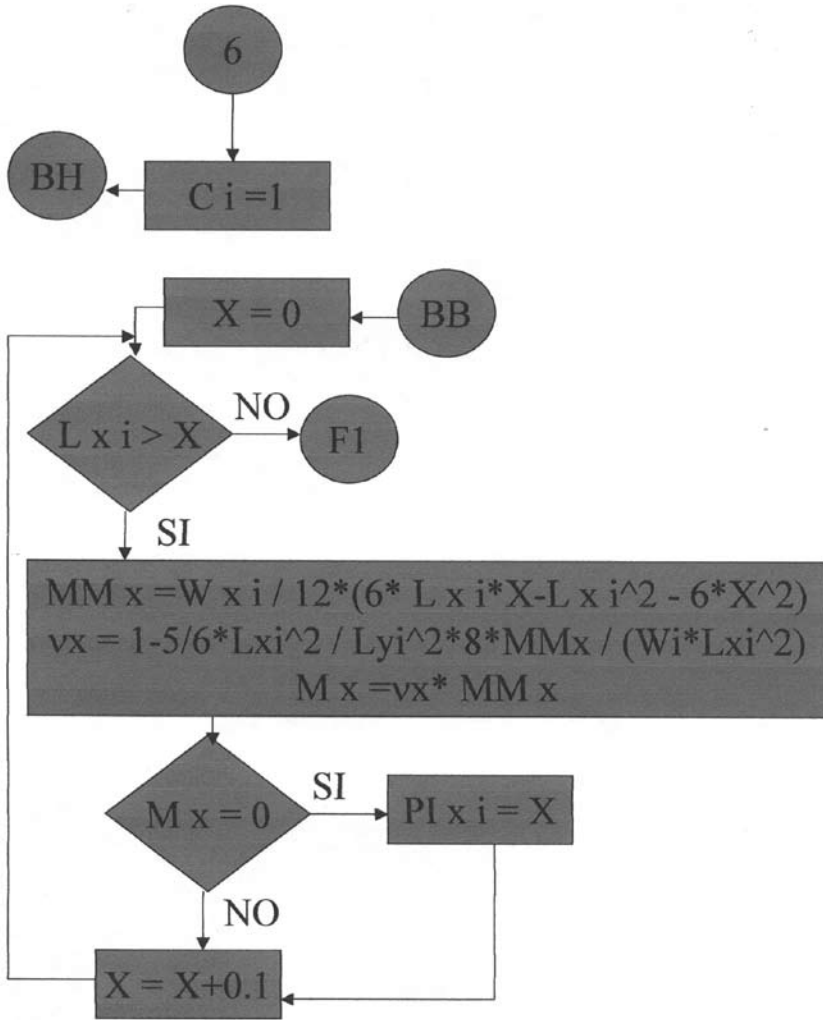 6
BH
C i =1
X = 0
BB
L x i > X
NO
F1
SI
MM x =W x i / 12*(6* L x i*X-L x i^2 - 6*X^2)
νx = 1-5/6*Lxi^2 / Lyi^2*8*MMx / (Wi*Lxi^2)
M x =νx* MM x
M x = 0
SI
PI x i = X
NO
X = X+0.1